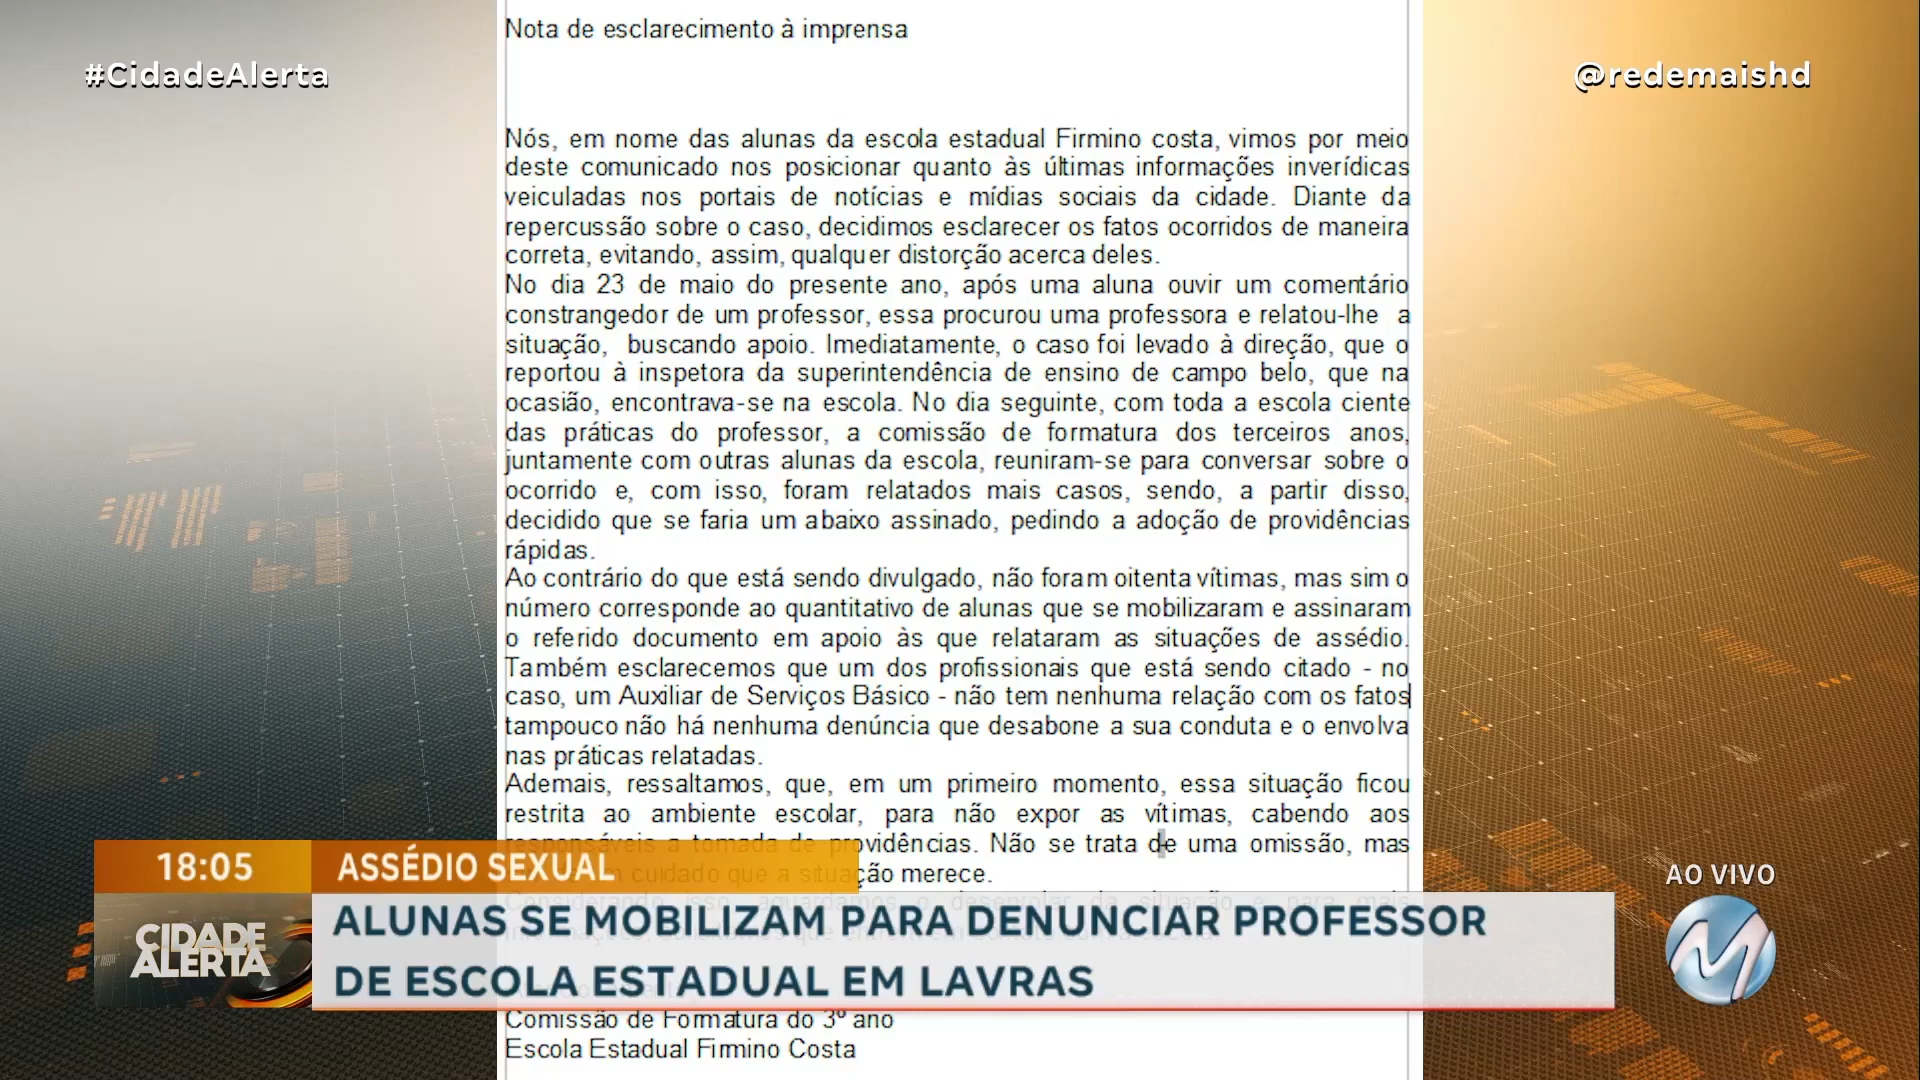 #CidadeAlerta
@redemaishd
Nota de esclarecimento à imprensa
Nós, em nome das alunas da escola estadual Firmino costa, vimos por meio
deste comunicado nos posicionar quanto às últimas informações inverídicas
veiculadas nos portais de notícias e mídias sociais da cidade. Diante da
repercussão sobre o caso, decidimos esclarecer os fatos ocorridos de maneira
correta, evitando, assim, qualquer distorção acerca deles.
No dia 23 de maio do presente ano, após uma aluna ouvir um comentário
constrangedor de um professor, essa procurou uma professora e relatou-lhe a
situação, buscando apoio. Imediatamente, o caso foi levado à direção, que o
reportou à inspetora da superintendência de ensino de campo belo, que na
ocasião, encontrava-se na escola. No dia seguinte, com toda a escola ciente
das práticas do professor, a comissão de formatura dos terceiros anos,
juntamente com outras alunas da escola, reuniram-se para conversar sobre o
ocorrido e, com isso, foram relatados mais casos, sendo, a partir disso,
decidido que se faria um abaixo assinado, pedindo a adoção de providências
rápidas.
Ao contrário do que está sendo divulgado, não foram oitenta vítimas, mas sim o
número corresponde ao quantitativo de alunas que se mobilizaram e assinaram
o referido documento em apoio às que relataram as situações de assédio.
Também esclarecemos que um dos profissionais que está sendo citado - no
caso, um Auxiliar de Serviços Básico - não tem nenhuma relação com os fatos
tampouco não há nenhuma denúncia que desabone a sua conduta e o envolva
nas práticas relatadas.
Ademais, ressaltamos, que, em um primeiro momento, essa situação ficou
restrita ao ambiente escolar, para não expor as vítimas, cabendo aos
responsáveis a tomada de providências. Não se trata de uma omissão, mas
cuidado que a situação merece.
18:05
ASSÉDIO SEXUAL
CIDADE
ALERTA
ALUNAS SE MOBILIZAM PARA DENUNCIAR PROFESSOR
DE ESCOLA ESTADUAL EM LAVRAS
AO VIVO
M
Comissão de Formatura do 3º ano
Escola Estadual Firmino Costa